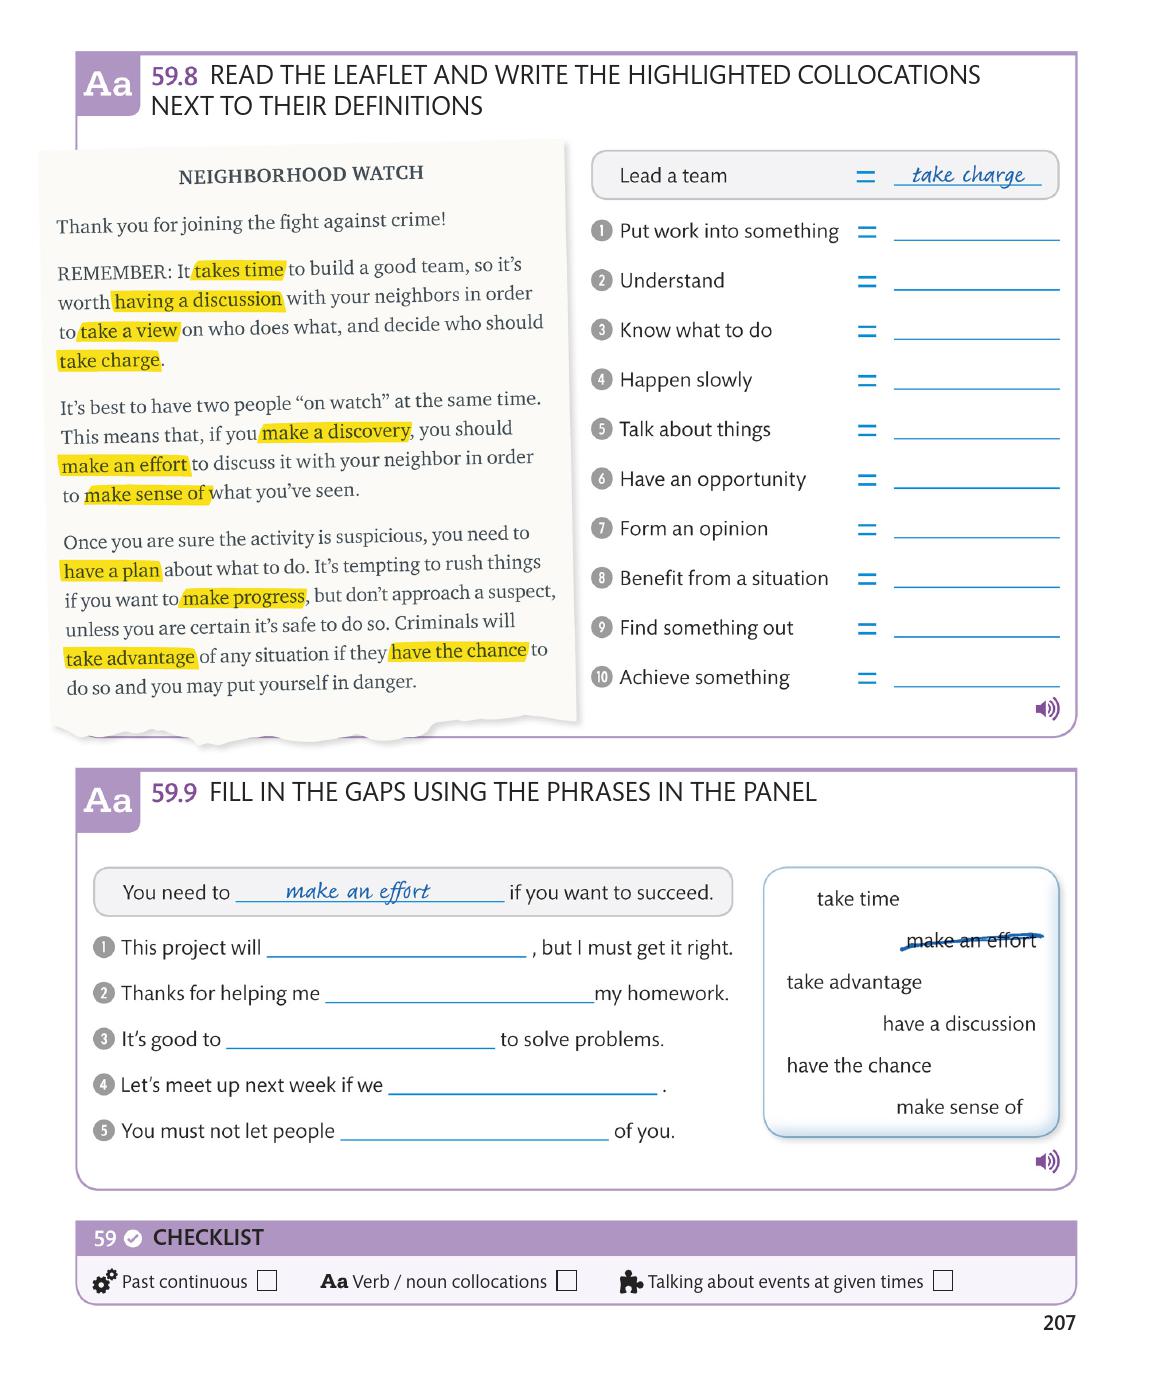 Aa
59.8 READ THE LEAFLET AND WRITE THE HIGHLIGHTED COLLOCATIONS
NEXT TO THEIR DEFINITIONS
NEIGHBORHOOD WATCH
Thank you for joining the fight against crime!
REMEMBER: It takes time to build a good team, so it's
worth having a discussion with your neighbors in order
to take a view on who does what, and decide who should
take charge.
It's best to have two people “on watch” at the same time.
This means that, if you make a discovery, you should
make an effort to discuss it with your neighbor in order
to make sense of what you've seen.
Once you are sure the activity is suspicious, you need to
have a plan about what to do. It's tempting to rush things
if you want to make progress, but don't approach a suspect,
unless you are certain it's safe to do so. Criminals will
take advantage of any situation if they have the chance to
do so and you may put yourself in danger.
Lead a team = take charge
1 Put work into something =
2 Understand =
3 Know what to do =
4 Happen slowly =
5 Talk about things =
6 Have an opportunity =
7 Form an opinion =
8 Benefit from a situation =
9 Find something out =
10 Achieve something =
Aa
59.9 FILL IN THE GAPS USING THE PHRASES IN THE PANEL
You need to make an effort if you want to succeed.
1 This project will ____ , but I must get it right.
2 Thanks for helping me ____ my homework.
3 It's good to ____ to solve problems.
4 Let's meet up next week if we ____ .
5 You must not let people ____ of you.
take time
make an effort
take advantage
have a discussion
have the chance
make sense of
59 CHECKLIST
Past continuous Aa Verb / noun collocations Talking about events at given times
207